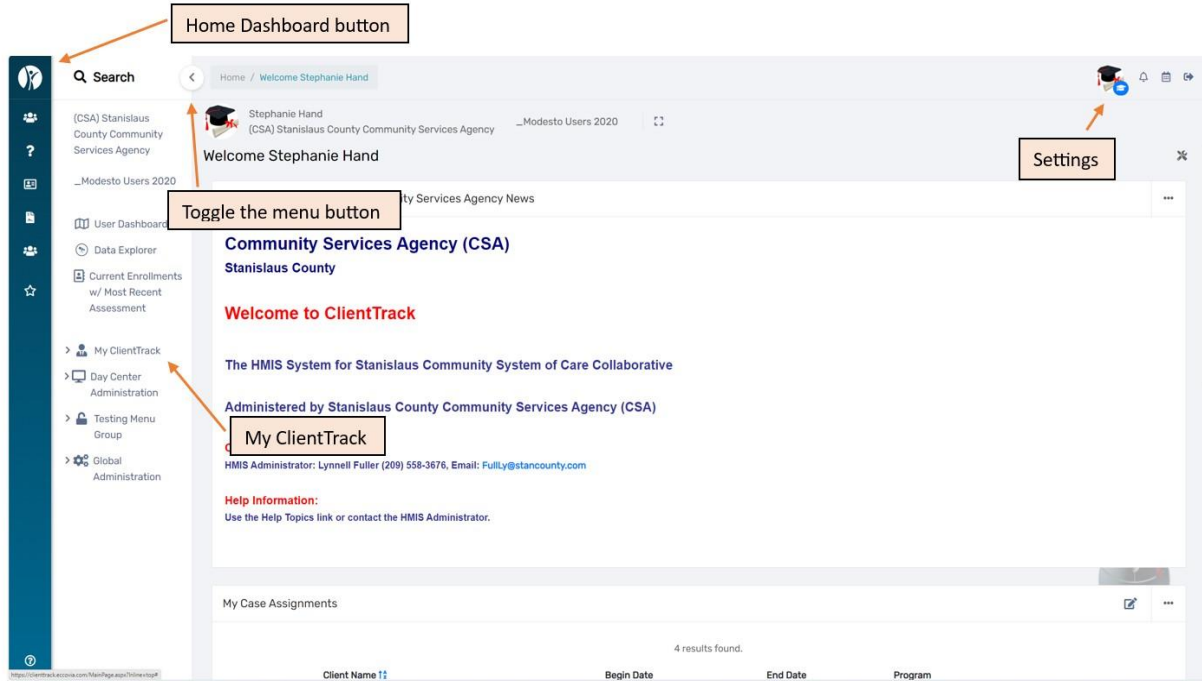 Home Dashboard button
Search
Home / Welcome Stephanie Hand
(CSA) Stanislaus
County Community
Services Agency
_Modesto Users 2020
Stephanie Hand
(CSA) Stanislaus County Community Services Agency
_Modesto Users 2020
Welcome Stephanie Hand
Settings
Toggle the menu button
ity Services Agency News
User Dashboard
Data Explorer
Current Enrollments
w/ Most Recent
Assessment
My ClientTrack
Day Center
Administration
Testing Menu
Group
Global
Administration
Community Services Agency (CSA)
Stanislaus County
Welcome to ClientTrack
The HMIS System for Stanislaus Community System of Care Collaborative
Administered by Stanislaus County Community Services Agency (CSA)
My ClientTrack
HMIS Administrator: Lynnell Fuller (209) 558-3676, Email: FullLy@stancounty.com
Help Information:
Use the Help Topics link or contact the HMIS Administrator.
My Case Assignments
4 results found.
Client Name
Begin Date
End Date
Program